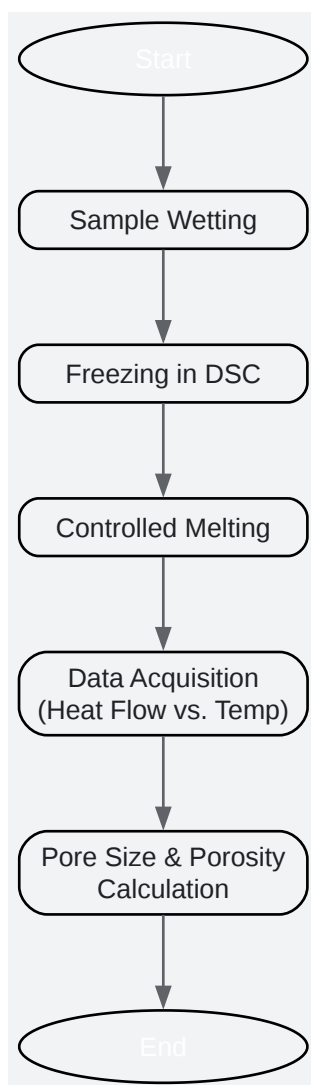 Start
Sample Wetting
Freezing in DSC
Controlled Melting
Data Acquisition
(Heat Flow vs. Temp)
Pore Size & Porosity
Calculation
End